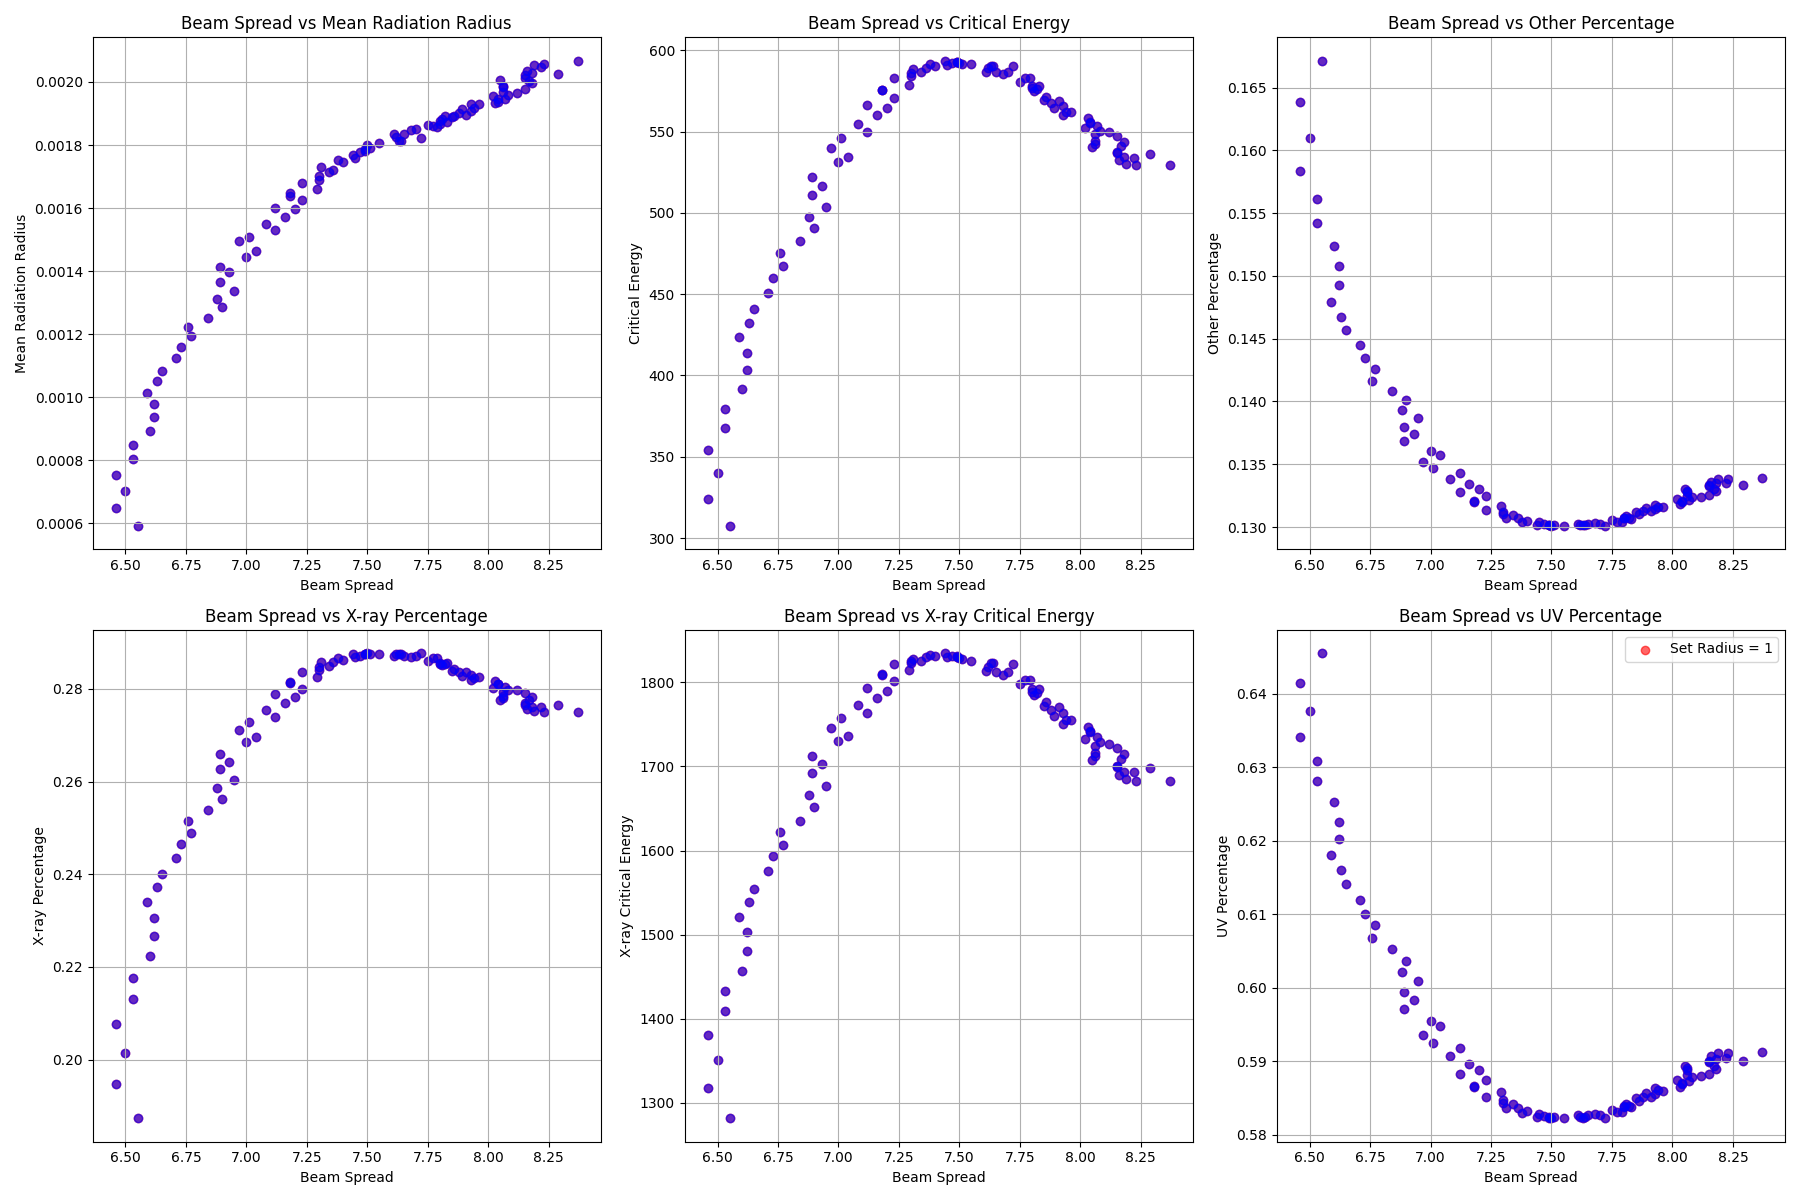 Beam Spread vs Mean Radiation Radius
Mean Radiation Radius
0.0020
0.0018
0.0016
0.0014
0.0012
0.0010
0.0008
0.0006
6.50 6.75 7.00 7.25 7.50 7.75 8.00 8.25
Beam Spread
Beam Spread vs Critical Energy
Critical Energy
600
550
500
450
400
350
300
6.50 6.75 7.00 7.25 7.50 7.75 8.00 8.25
Beam Spread
Beam Spread vs Other Percentage
Other Percentage
0.165
0.160
0.155
0.150
0.145
0.140
0.135
0.130
6.50 6.75 7.00 7.25 7.50 7.75 8.00 8.25
Beam Spread
Beam Spread vs X-ray Percentage
X-ray Percentage
0.28
0.26
0.24
0.22
0.20
6.50 6.75 7.00 7.25 7.50 7.75 8.00 8.25
Beam Spread
Beam Spread vs X-ray Critical Energy
X-ray Critical Energy
1800
1700
1600
1500
1400
1300
6.50 6.75 7.00 7.25 7.50 7.75 8.00 8.25
Beam Spread
Beam Spread vs UV Percentage
Set Radius = 1
UV Percentage
0.64
0.63
0.62
0.61
0.60
0.59
0.58
6.50 6.75 7.00 7.25 7.50 7.75 8.00 8.25
Beam Spread